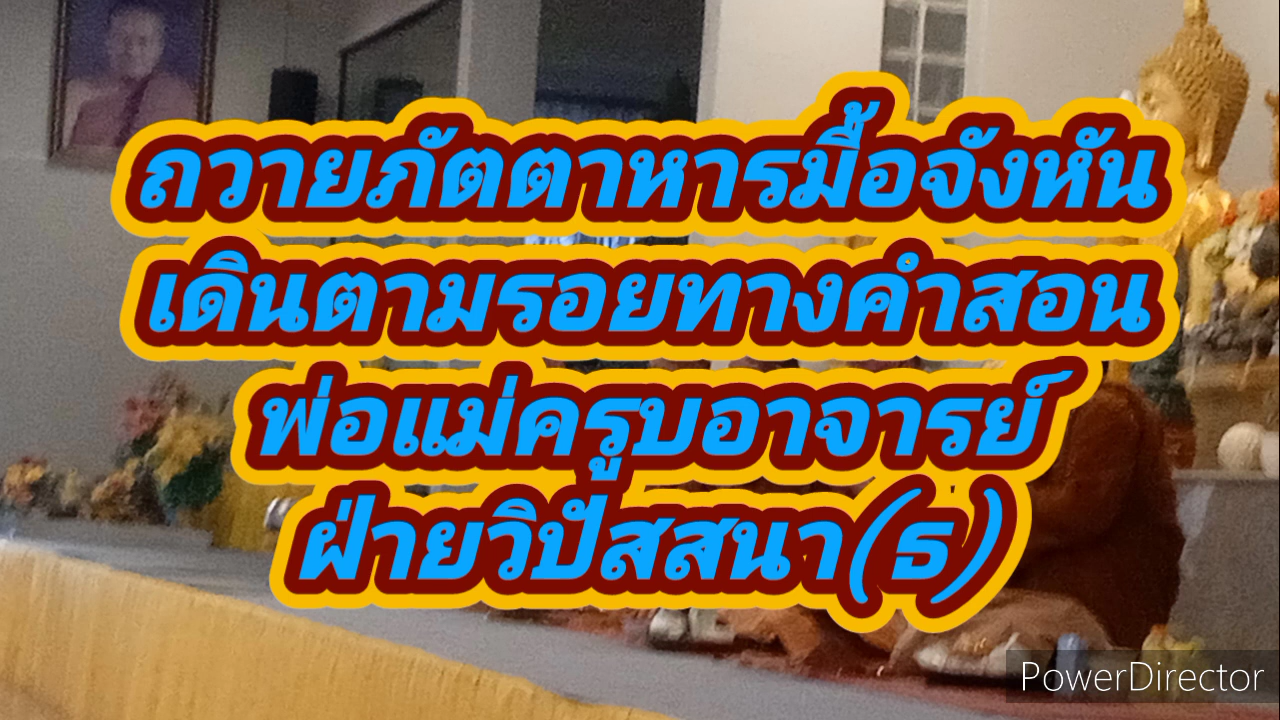 ถวายภัตตาหารมื้อจังหัน
เดินตามรอยทางคำสอน
พ่อแม่ครูบอาจารย์
ฝ่ายวิปัสสนา(ธ)
PowerDirector